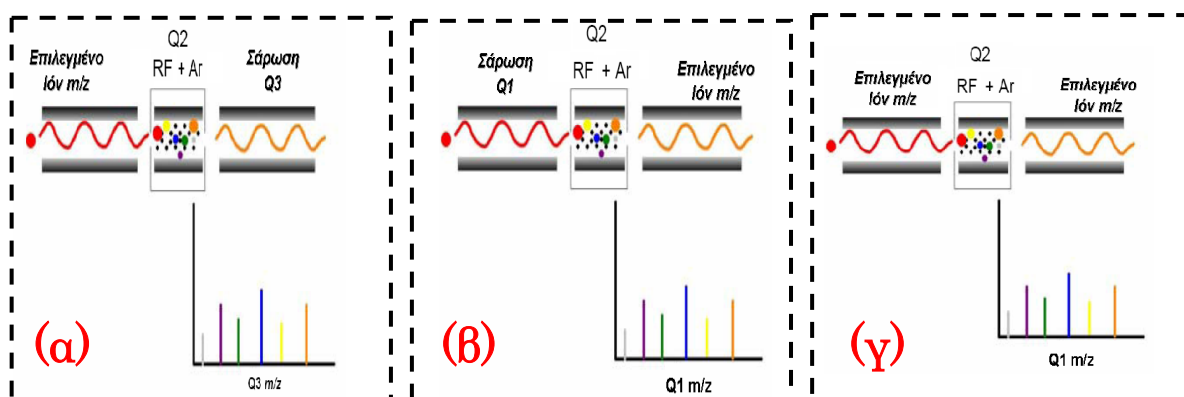 Q2
RF + Ar
Επιλεγμένο
Ιόν m/z
Σάρωση
Q3
(α)
Q3 m/z
Q2
RF + Ar
Σάρωση
Q1
Επιλεγμένο
Ιόν m/z
(β)
Q1 m/z
Q2
RF + Ar
Επιλεγμένο
Ιόν m/z
Επιλεγμένο
Ιόν m/z
(γ)
Q1 m/z